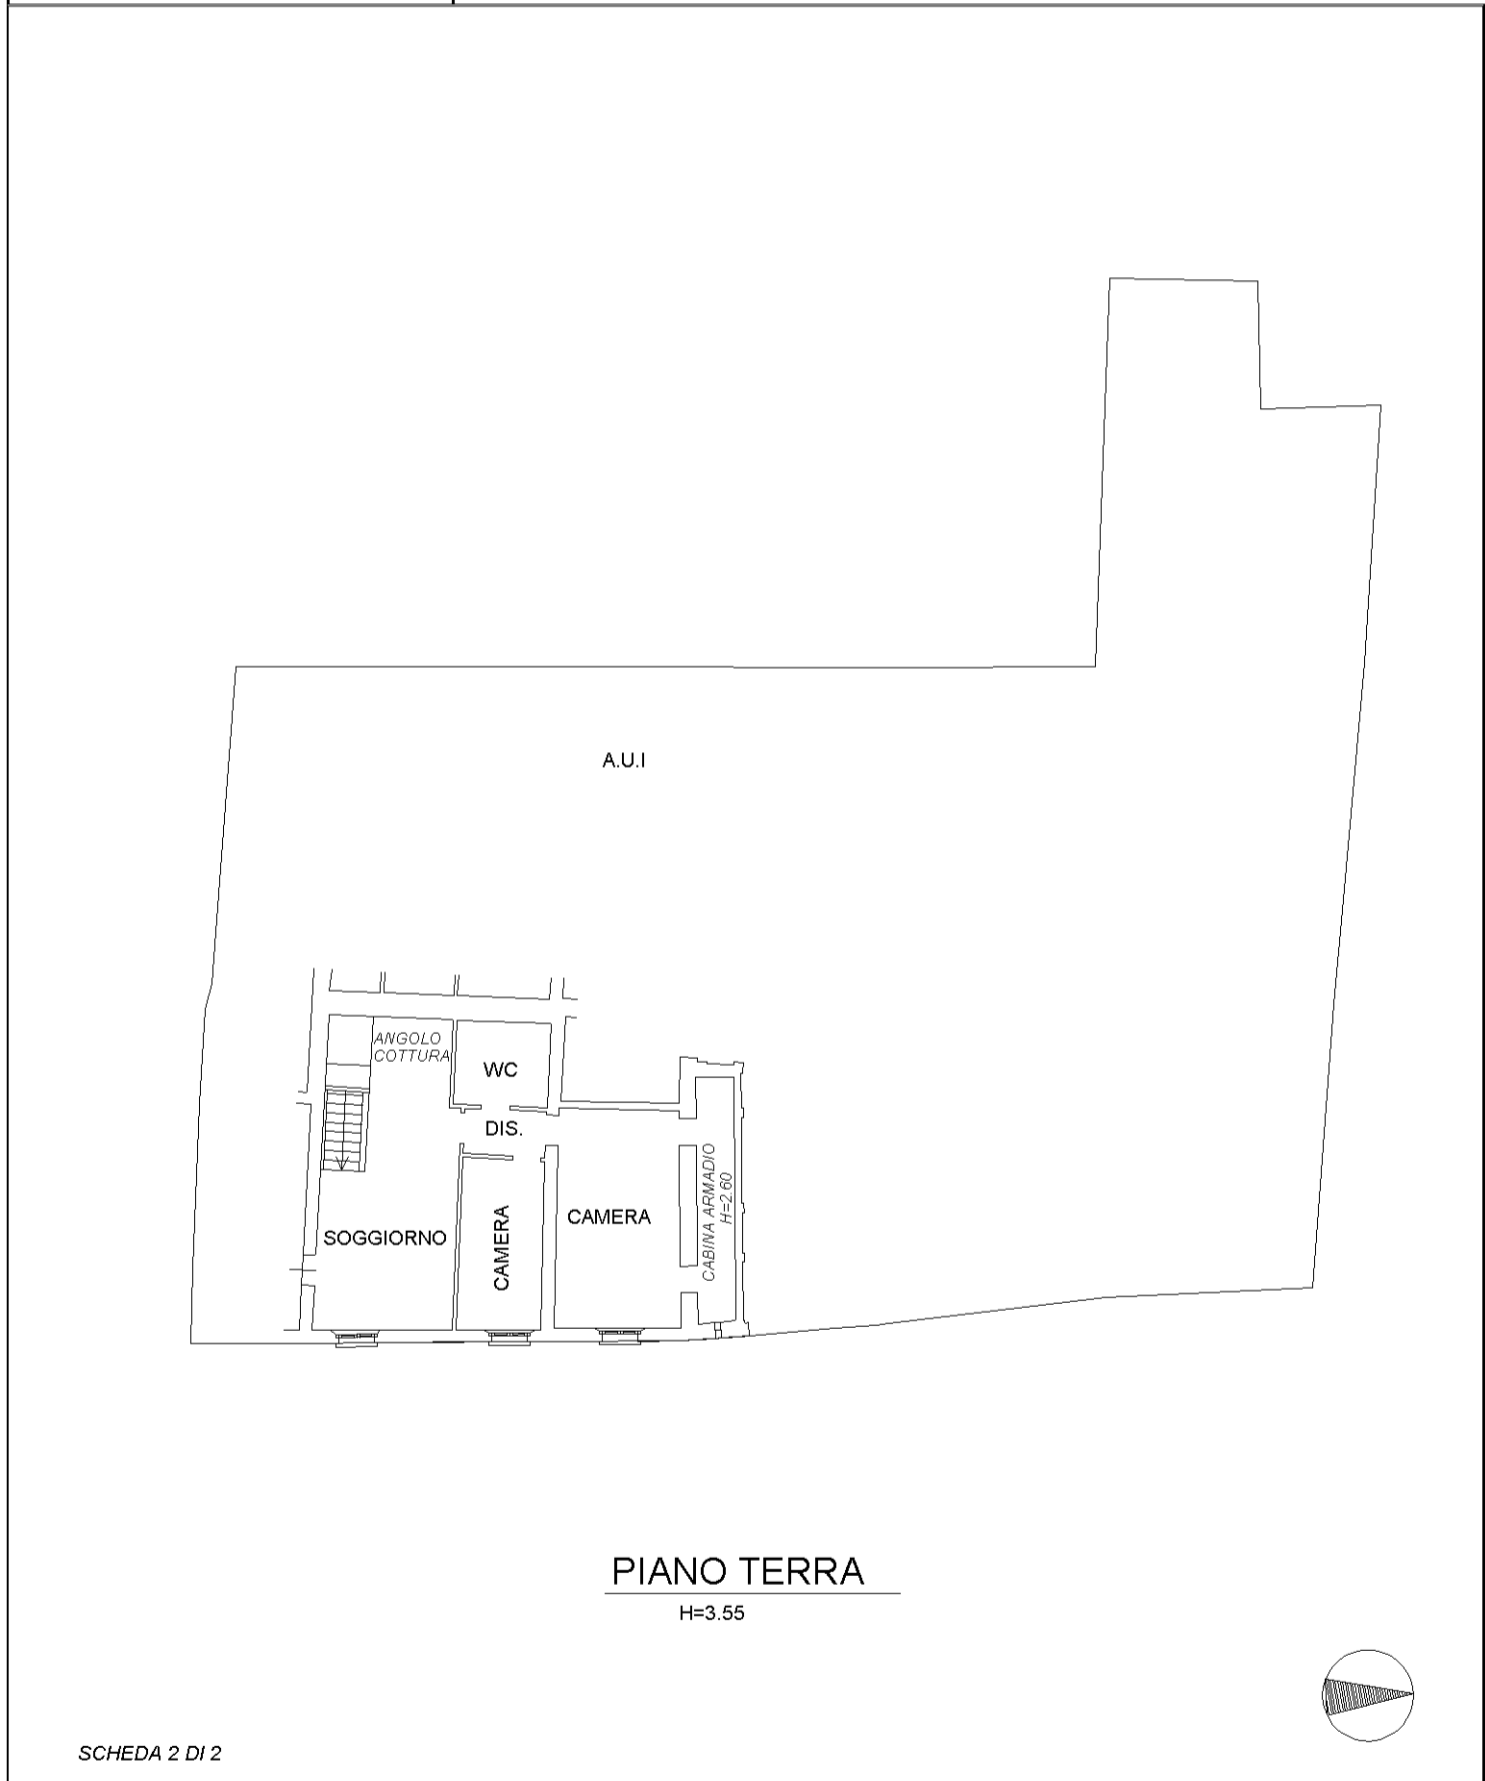 A.U.I
ANGOLO
COTTURA
WC
DIS.
CABINA ARMADIO
H=2.60
CAMERA
CAMERA
SOGGIORNO
PIANO TERRA
H=3.55
SCHEDA 2 DI 2